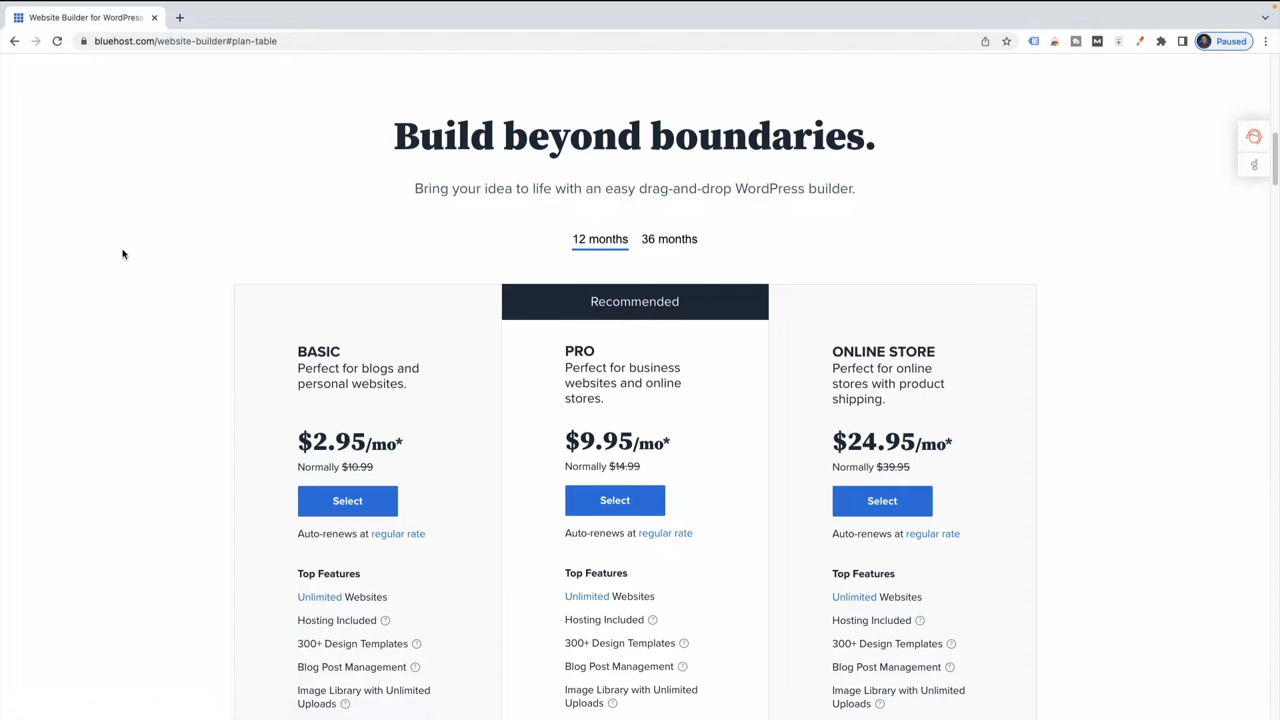 Website Builder for WordPress
bluehost.com/website-builder#plan-table
Paused
Build beyond boundaries.
Bring your idea to life with an easy drag-and-drop WordPress builder.
12 months 36 months
Recommended
BASIC
Perfect for blogs and
personal websites.
$2.95/mo*
Normally $10.99
Select
Auto-renews at regular rate
Top Features
Unlimited Websites
Hosting Included
300+ Design Templates
Blog Post Management
Image Library with Unlimited
Uploads
PRO
Perfect for business
websites and online
stores.
$9.95/mo*
Normally $14.99
Select
Auto-renews at regular rate
Top Features
Unlimited Websites
Hosting Included
300+ Design Templates
Blog Post Management
Image Library with Unlimited
Uploads
ONLINE STORE
Perfect for online
stores with product
shipping.
$24.95/mo*
Normally $39.95
Select
Auto-renews at regular rate
Top Features
Unlimited Websites
Hosting Included
300+ Design Templates
Blog Post Management
Image Library with Unlimited
Uploads